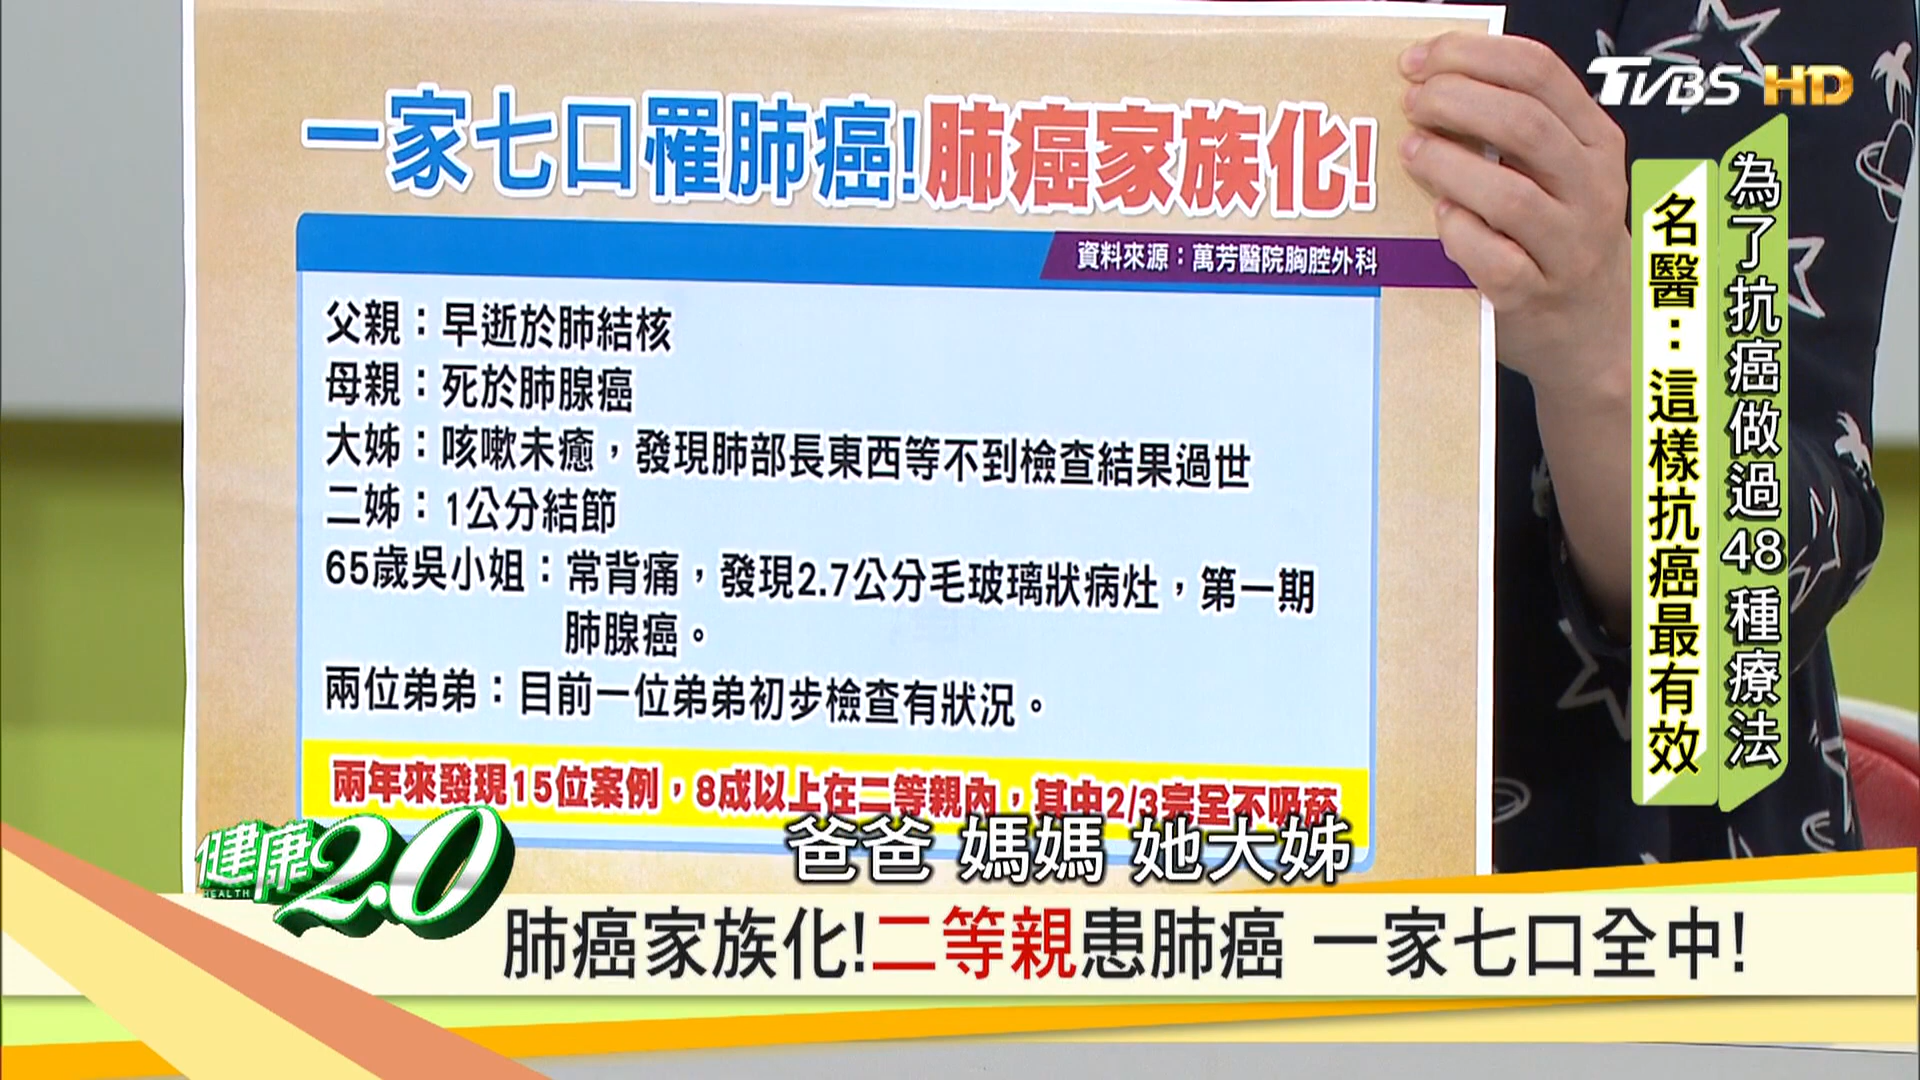 TVBS HD
一家七口罹肺癌!肺癌家族化!
資料來源：萬芳醫院胸腔外科
父親：早逝於肺結核
母親：死於肺腺癌
大姊：咳嗽未癒，發現肺部長東西等不到檢查結果過世
二姊：1公分結節
65歲吳小姐：常背痛，發現2.7公分毛玻璃狀病灶，第一期
肺腺癌。
兩位弟弟：目前一位弟弟初步檢查有狀況。
兩年來發現15位案例，8成以上在二等親內，其中2/3完全不吸菸
為了抗癌做過48種療法
名醫：這樣抗癌最有效
爸爸 媽媽 她大姊
健康2.0
HEALTH
肺癌家族化!二等親患肺癌 一家七口全中!